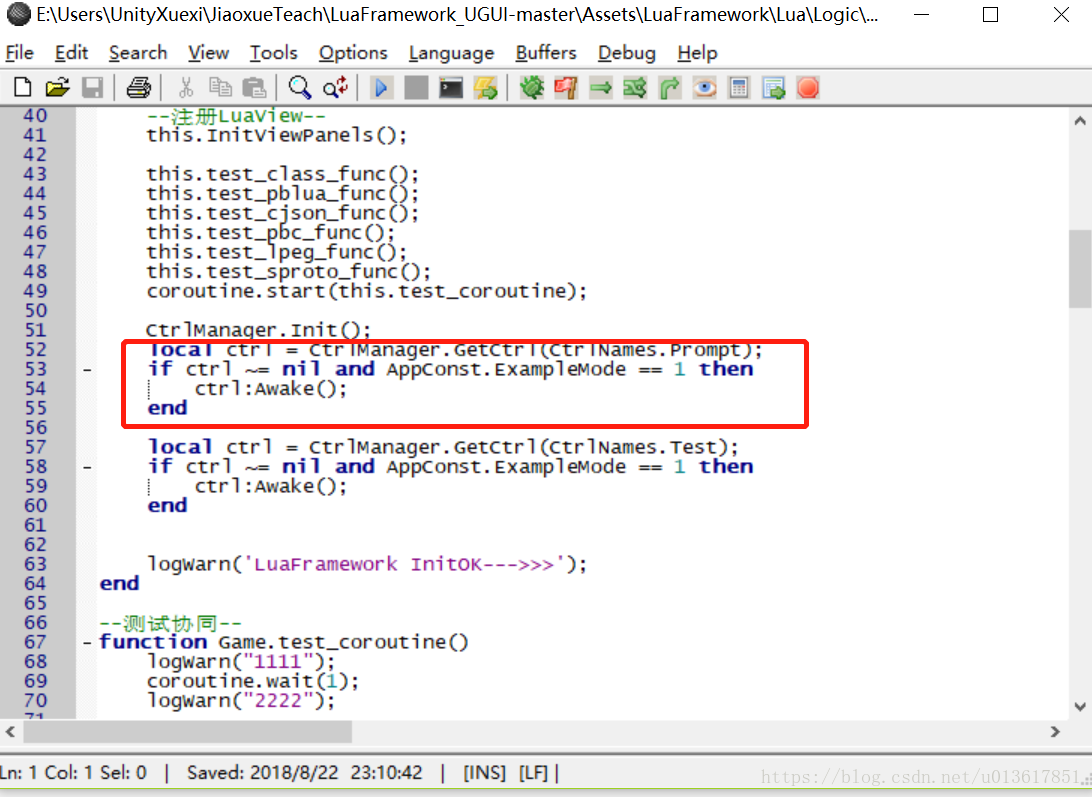 E:\Users\UnityXuexi\JiaoxueTeach\LuaFramework_UGUI-master\Assets\LuaFramework\Lua\Logic\...
File Edit Search View Tools Options Language Buffers Debug Help
40 --注册LuaView--
41 this.InitViewPanels();
42
43 this.test_class_func();
44 this.test_pblua_func();
45 this.test_cjson_func();
46 this.test_pbc_func();
47 this.test_lpeg_func();
48 this.test_sproto_func();
49 coroutine.start(this.test_coroutine);
50
51 CtrlManager.Init();
52 local ctrl = CtrlManager.GetCtrl(CtrlNames.Prompt);
53 - if ctrl ~= nil and AppConst.ExampleMode == 1 then
54 ctrl:Awake();
55 end
56
57 local ctrl = CtrlManager.GetCtrl(CtrlNames.Test);
58 - if ctrl ~= nil and AppConst.ExampleMode == 1 then
59 ctrl:Awake();
60 end
61
62
63 logWarn('LuaFramework InitOK--->>>');
64 end
65
66 --测试协同--
67 - function Game.test_coroutine()
68 logWarn("1111");
69 coroutine.wait(1);
70 logWarn("2222");
71
Ln: 1 Col: 1 Sel: 0 | Saved: 2018/8/22 23:10:42 | [INS] [LF] |
https://blog.csdn.net/u013617851